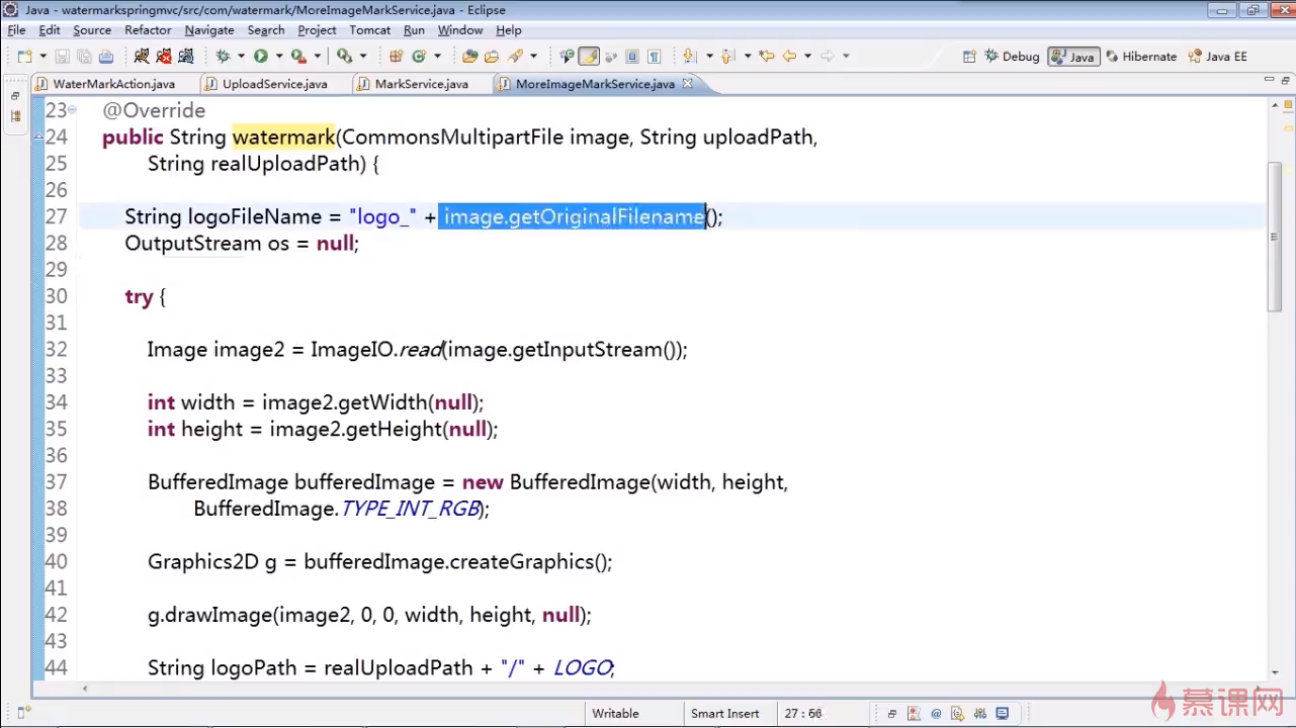 Java - watermarkspringmvc/src/com/watermark/MoreImageMarkService.java - Eclipse
File Edit Source Refactor Navigate Search Project Tomcat Run Window Help
Debug Java Hibernate Java EE
WaterMarkAction.java UploadService.java MarkService.java MoreImageMarkService.java
23 @Override
24 public String watermark(CommonsMultipartFile image, String uploadPath,
25 String realUploadPath) {
26
27 String logoFileName = "logo_" + image.getOriginalFilename();
28 OutputStream os = null;
29
30 try {
31
32 Image image2 = ImageIO.read(image.getInputStream());
33
34 int width = image2.getWidth(null);
35 int height = image2.getHeight(null);
36
37 BufferedImage bufferedImage = new BufferedImage(width, height,
38 BufferedImage.TYPE_INT_RGB);
39
40 Graphics2D g = bufferedImage.createGraphics();
41
42 g.drawImage(image2, 0, 0, width, height, null);
43
44 String logoPath = realUploadPath + "/" + LOGO;
Writable Smart Insert
慕课网